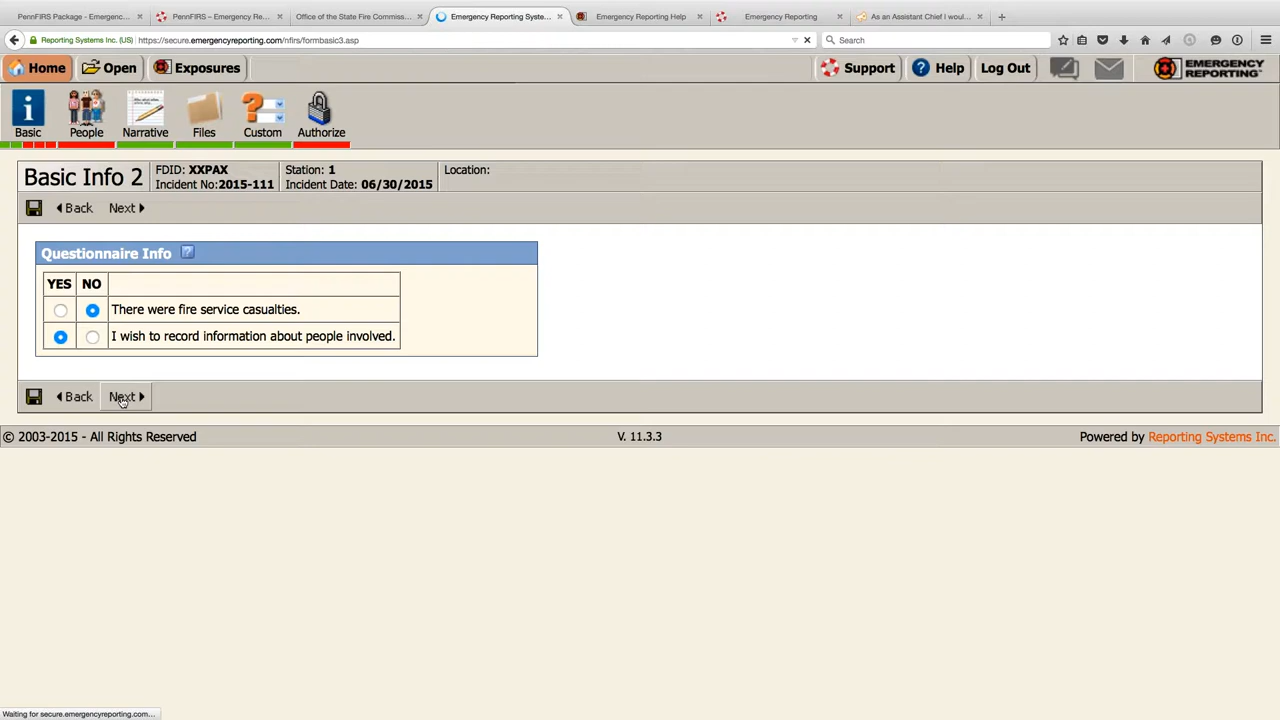 PennFIRS Package - Emergenc...
PennFIRS – Emergency Re...
Office of the State Fire Commiss...
Emergency Reporting Syste...
Emergency Reporting Help
Emergency Reporting
As an Assistant Chief I woul...
Reporting Systems Inc. (US)
https://secure.emergencyreporting.com/nfirs/formbasic3.asp
Search
Home
Open
Exposures
Support
Help
Log Out
EMERGENCY
REPORTING™
Basic
People
Narrative
Files
Custom
Authorize
Basic Info 2
FDID: XXPAX
Incident No:2015-111
Station: 1
Incident Date: 06/30/2015
Location:
Back Next
Questionnaire Info ?
YES NO
There were fire service casualties.
I wish to record information about people involved.
Back Next
© 2003-2015 - All Rights Reserved
V. 11.3.3
Powered by Reporting Systems Inc.
Waiting for secure.emergencyreporting.com...